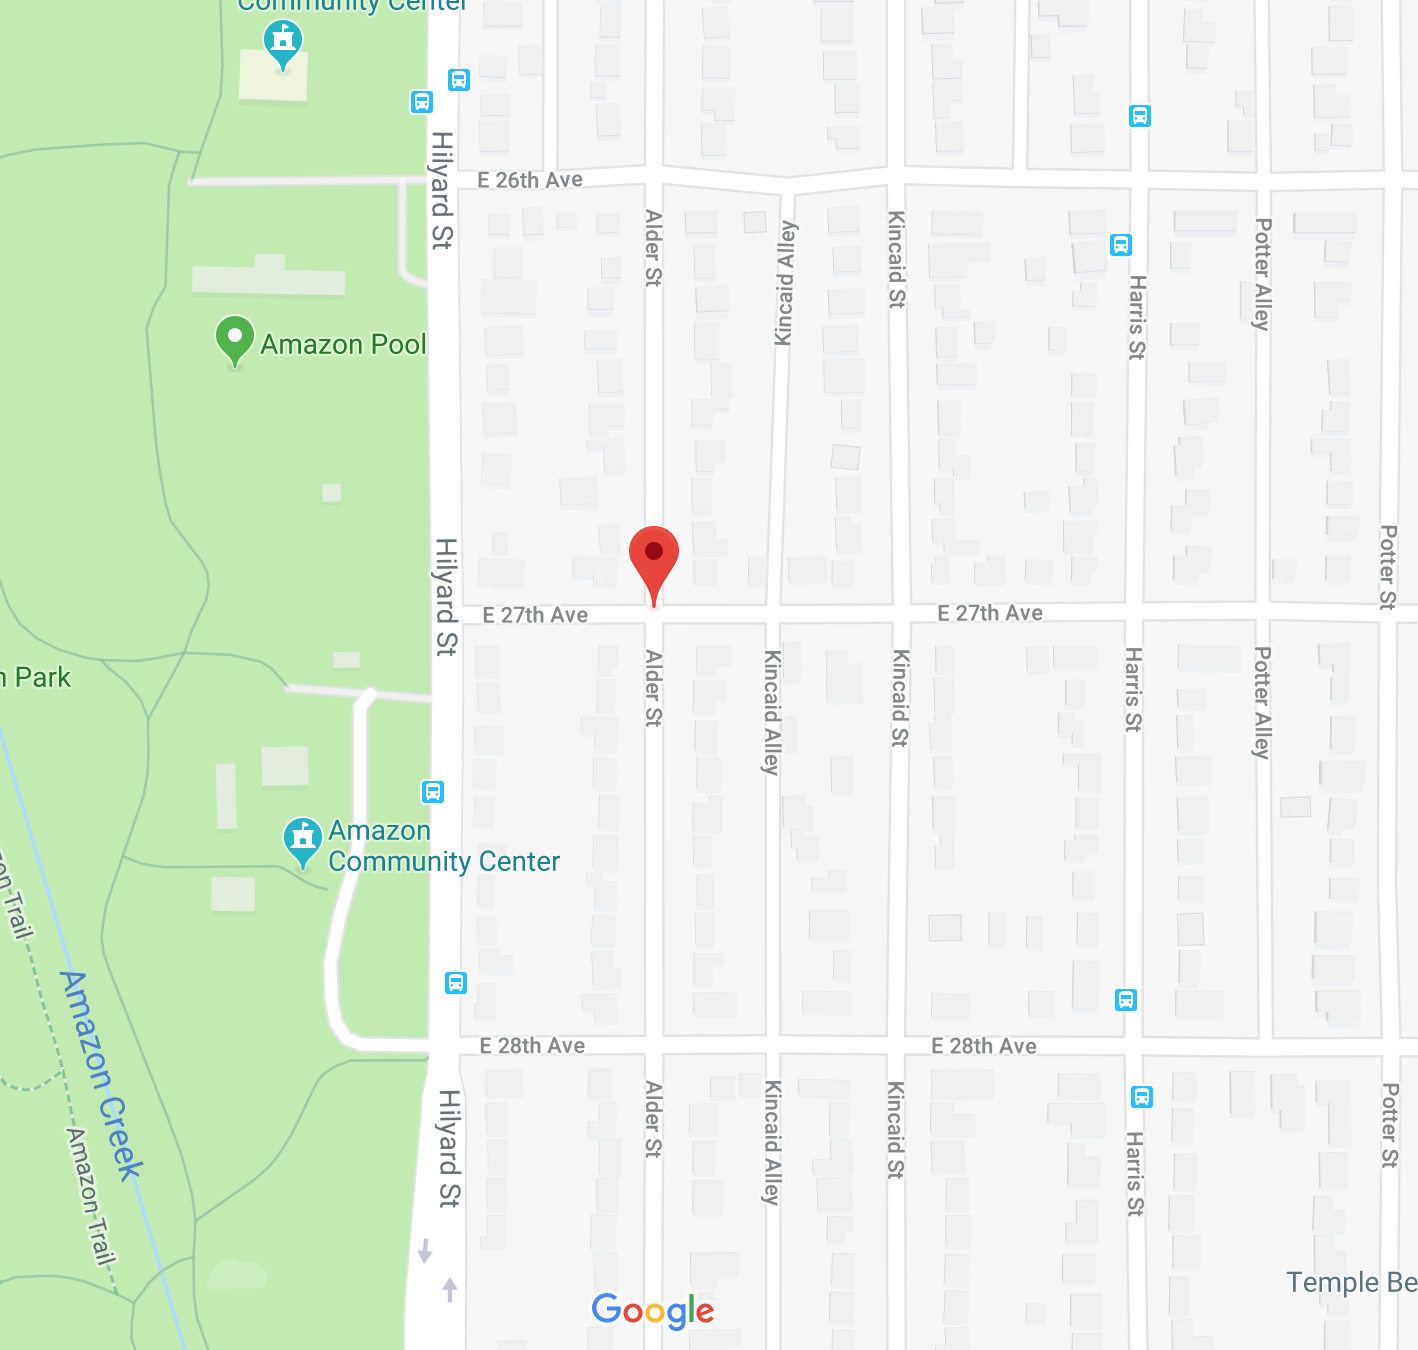 Community Center
Hilyard St
E 26th Ave
Alder St
Kincaid Alley
Kincaid St
Harris St
Potter Alley
Amazon Pool
Hilyard St
E 27th Ave
E 27th Ave
Potter St
Park
Alder St
Kincaid Alley
Kincaid St
Harris St
Potter Alley
Amazon
Community Center
Trail
Amazon Creek
E 28th Ave
E 28th Ave
Amazon Trail
Hilyard St
Alder St
Kincaid Alley
Kincaid St
Harris St
Potter St
Temple Be
Google